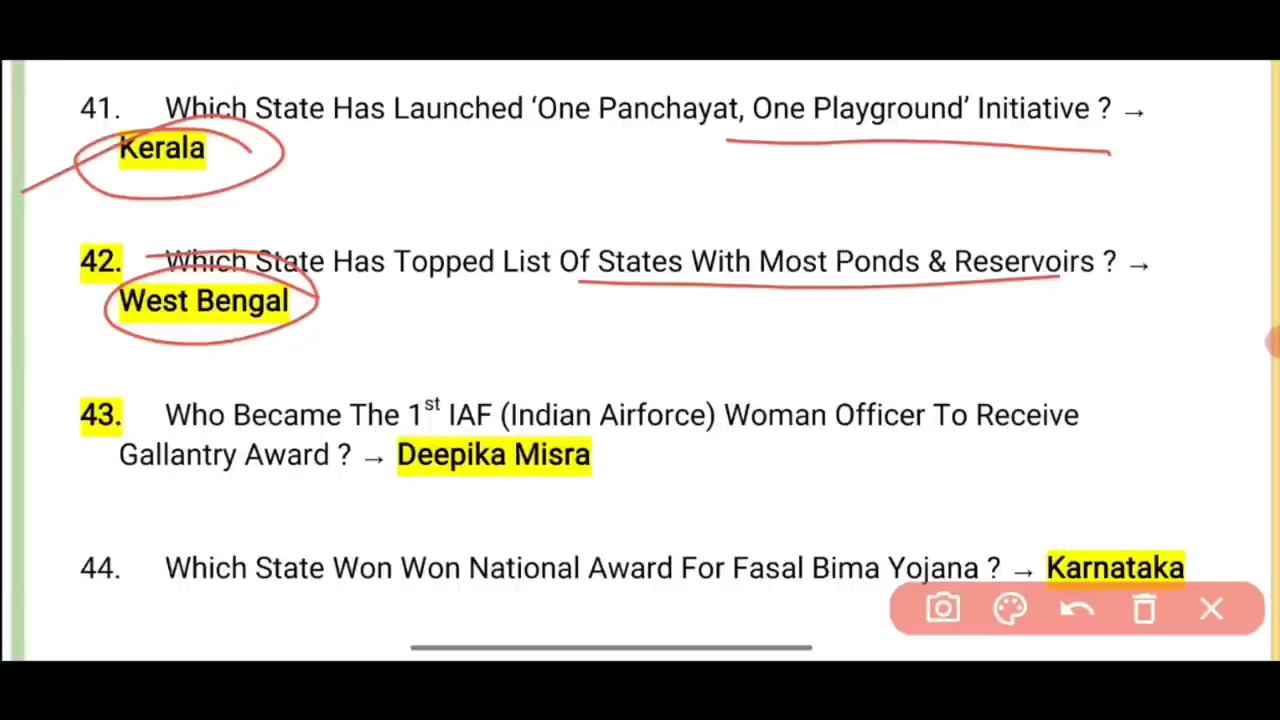 41. Which State Has Launched ‘One Panchayat, One Playground’ Initiative ? →
Kerala
42. Which State Has Topped List Of States With Most Ponds & Reservoirs ? →
West Bengal
43. Who Became The 1st IAF (Indian Airforce) Woman Officer To Receive
Gallantry Award ? → Deepika Misra
44. Which State Won Won National Award For Fasal Bima Yojana ? → Karnataka